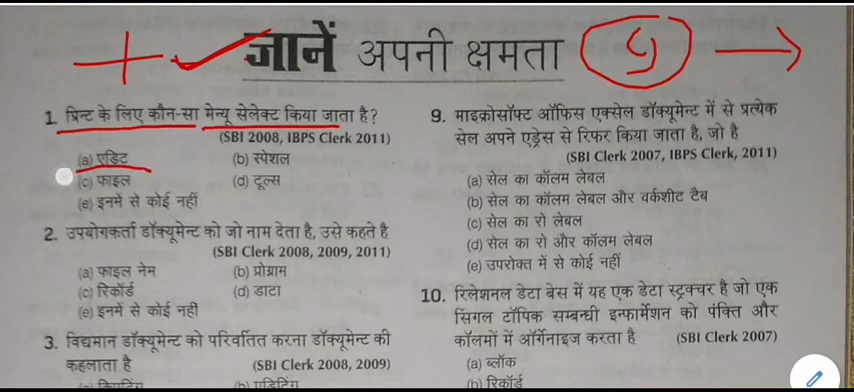 जानें अपनी क्षमता 9
1. प्रिन्ट के लिए कौन-सा मेन्यू सेलेक्ट किया जाता है?
(SBI 2008, IBPS Clerk 2011)
(a) एडिट (b) स्पेशल
(c) फाइल (d) टूल्स
(e) इनमें से कोई नहीं
2. उपयोगकर्ता डॉक्यूमेन्ट को जो नाम देता है, उसे कहते है
(SBI Clerk 2008, 2009, 2011)
(a) फाइल नेम (b) प्रोग्राम
(c) रिकॉर्ड (d) डाटा
(e) इनमें से कोई नहीं
3. विद्यमान डॉक्यूमेन्ट को परिवर्तित करना डॉक्यूमेन्ट की
कहलाता है (SBI Clerk 2008, 2009)
(b) एडिटिंग
9. माइक्रोसॉफ्ट ऑफिस एक्सेल डॉक्यूमेन्ट में से प्रत्येक
सेल अपने एड्रेस से रिफर किया जाता है, जो है
(SBI Clerk 2007, IBPS Clerk, 2011)
(a) सेल का कॉलम लेबल
(b) सेल का कॉलम लेबल और वर्कशीट टैब
(c) सेल का रो लेबल
(d) सेल का रो और कॉलम लेबल
(e) उपरोक्त में से कोई नहीं
10. रिलेशनल डेटा बेस में यह एक डेटा स्ट्रक्चर है जो एक
सिंगल टॉपिक सम्बन्धी इन्फार्मेशन को पंक्ति और
कॉलमों में ऑर्गेनाइज करता है (SBI Clerk 2007)
(a) ब्लॉक
(b) रिकॉर्ड